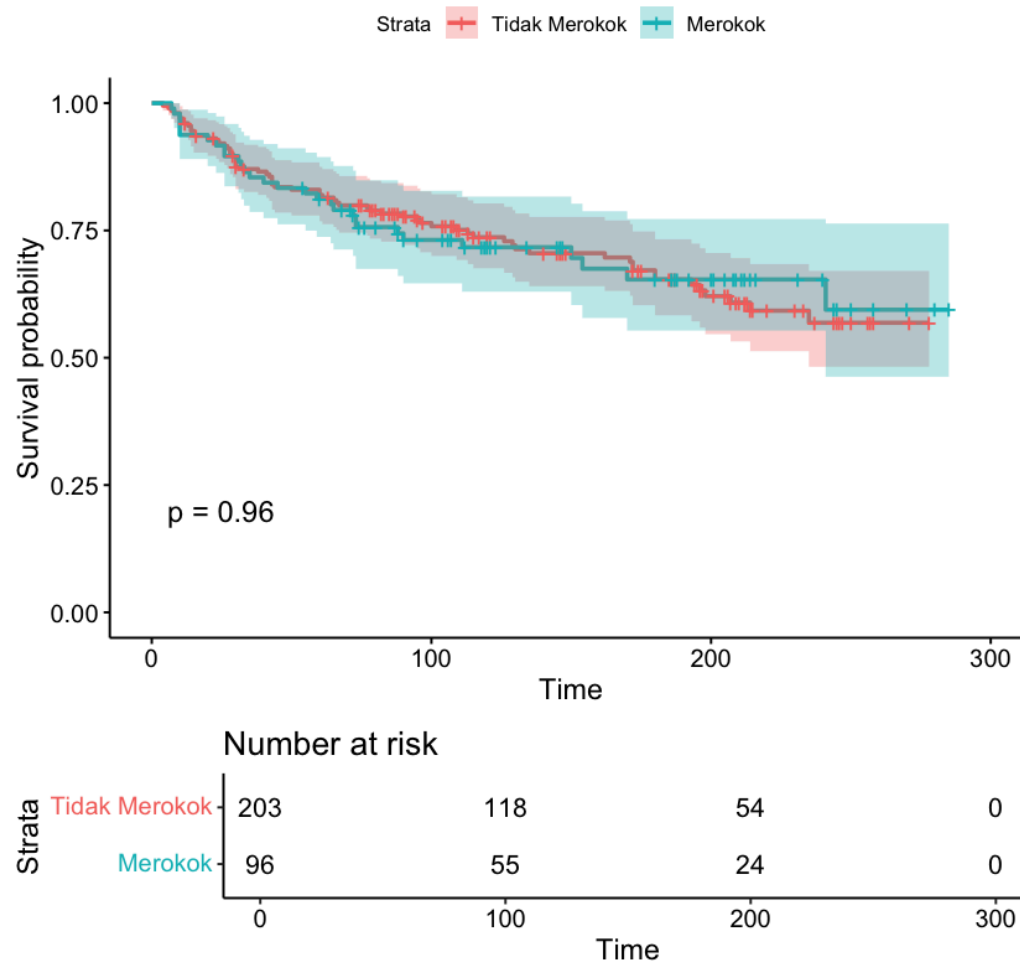 Strata Tidak Merokok Merokok
Survival probability
1.00
0.75
0.50
0.25
0.00
p = 0.96
0 100 200 300
Time
Number at risk
Strata
Tidak Merokok 203 118 54 0
Merokok 96 55 24 0
0 100 200 300
Time